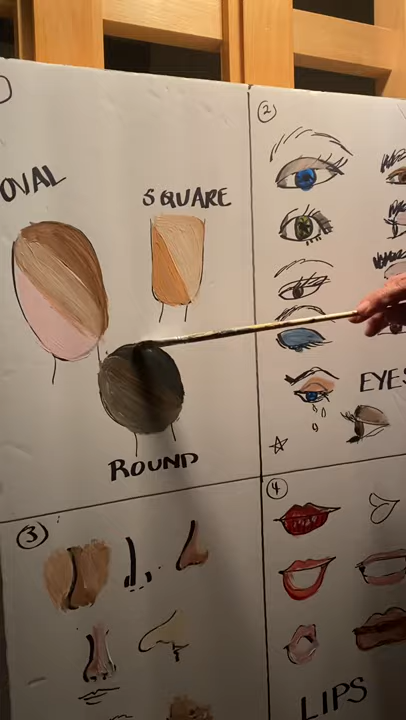 OVAL
SQUARE
ROUND
2
EYES
3
4
LIPS